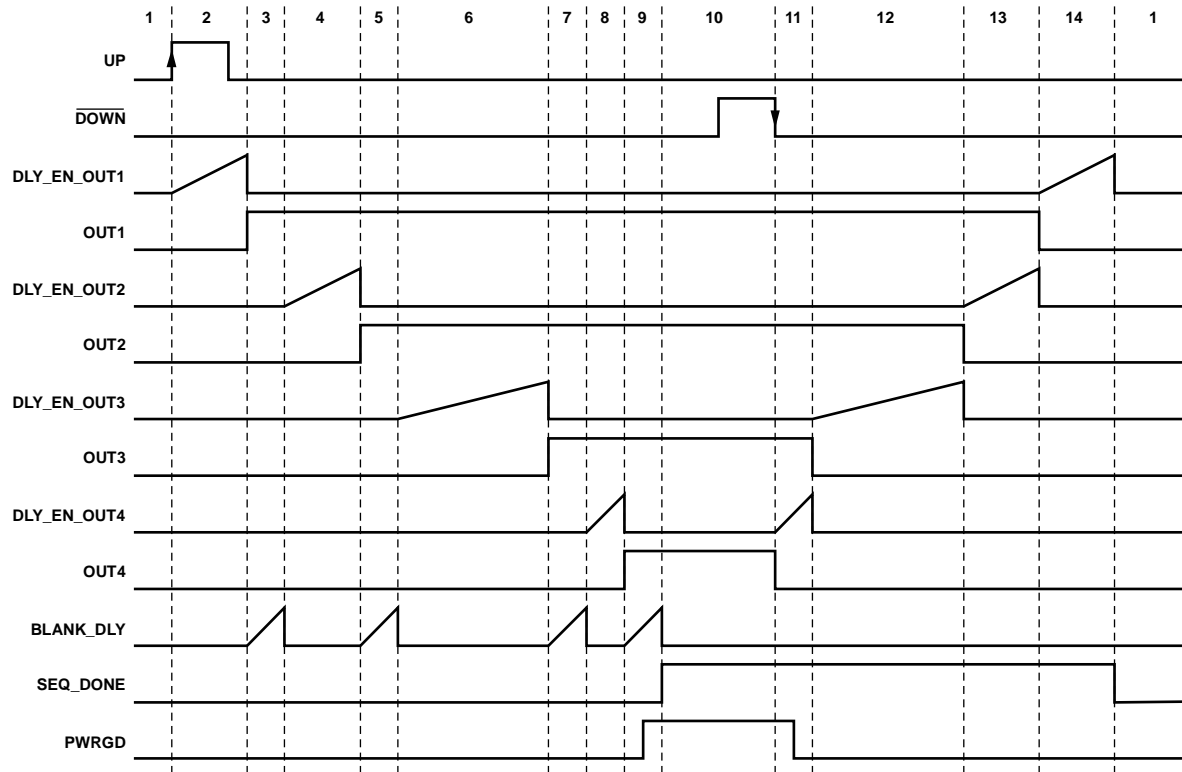 1 2 3 4 5 6 7 8 9 10 11 12 13 14 1
UP
DOWN
DLY_EN_OUT1
OUT1
DLY_EN_OUT2
OUT2
DLY_EN_OUT3
OUT3
DLY_EN_OUT4
OUT4
BLANK_DLY
SEQ_DONE
PWRGD